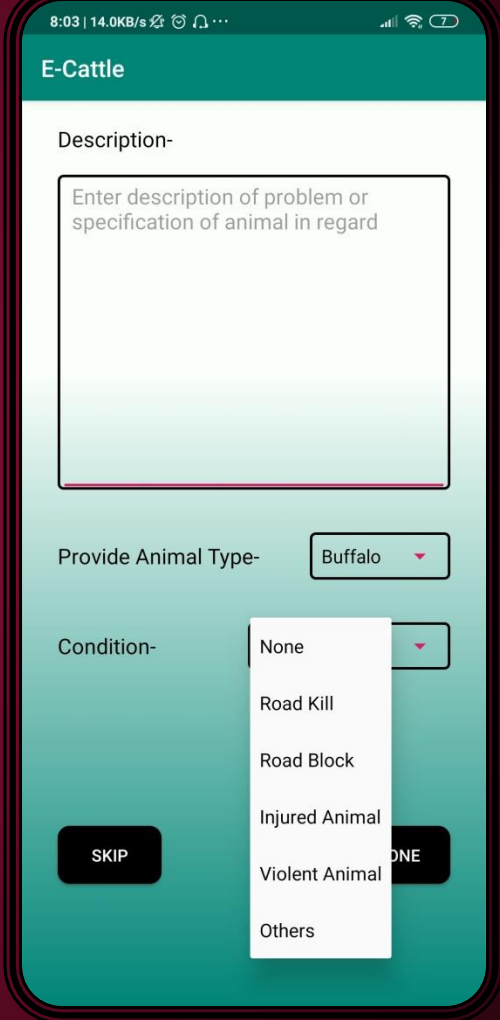 8:03 | 14.0KB/s ... 7
E-Cattle
Description-
Enter description of problem or
specification of animal in regard
Provide Animal Type- Buffalo
Condition- None
Road Kill
Road Block
Injured Animal
SKIP ONE
Violent Animal
Others